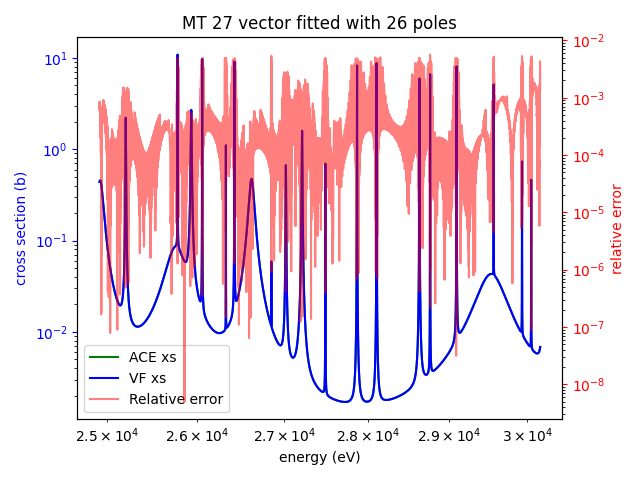 MT 27 vector fitted with 26 poles
10¹
10⁰
10⁻¹
10⁻²
cross section (b)
10⁻²
10⁻³
10⁻⁴
10⁻⁵
10⁻⁶
10⁻⁷
10⁻⁸
relative error
ACE xs
VF xs
Relative error
2.5 × 10⁴ 2.6 × 10⁴ 2.7 × 10⁴ 2.8 × 10⁴ 2.9 × 10⁴ 3 × 10⁴
energy (eV)